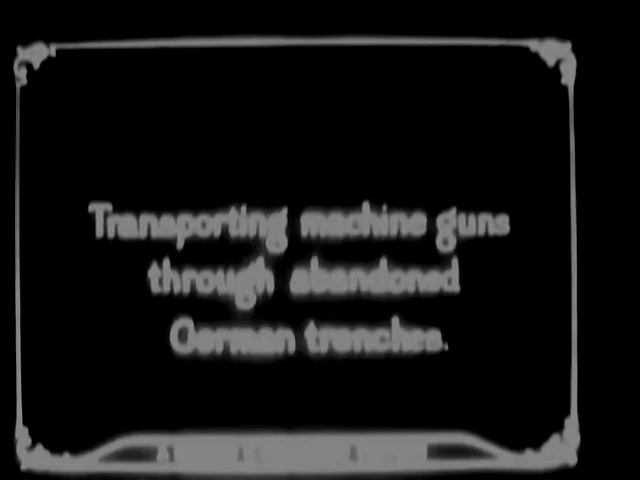 Transporting machine guns
through abandoned
German trenches.